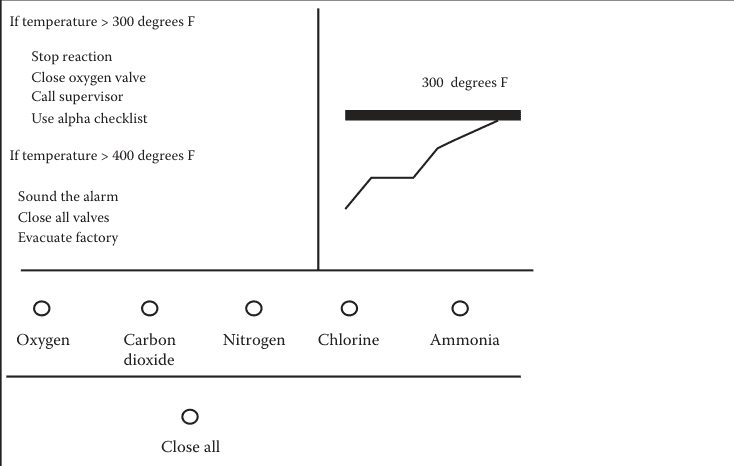 If temperature > 300 degrees F
Stop reaction
Close oxygen valve
Call supervisor
Use alpha checklist
If temperature > 400 degrees F
Sound the alarm
Close all valves
Evacuate factory
300 degrees F
Oxygen
Carbon
dioxide
Nitrogen
Chlorine
Ammonia
Close all